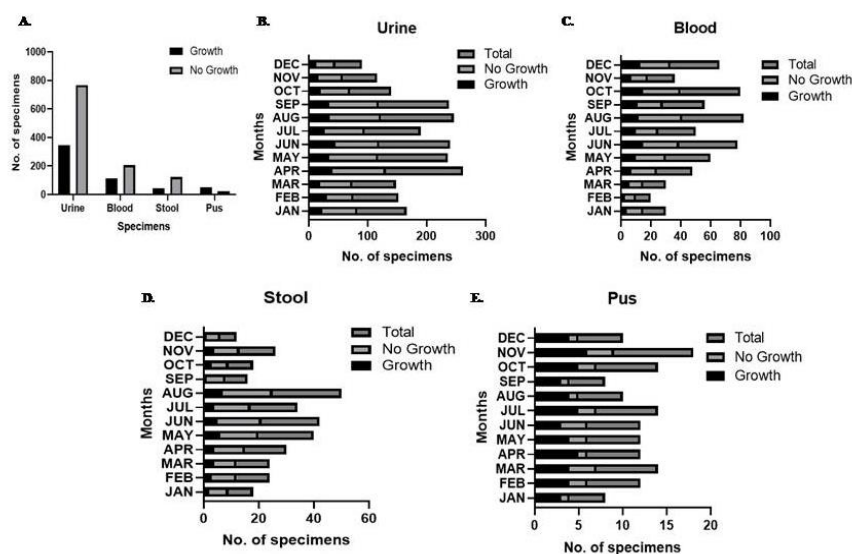 A.
1000
800
600
400
200
0
No. of specimens
Growth
No Growth
Urine Blood Stool Pus
Specimens
B.
Urine
Months
DEC
NOV
OCT
SEP
AUG
JUL
JUN
MAY
APR
MAR
FEB
JAN
Total
No Growth
Growth
0 100 200 300
No. of specimens
C.
Blood
Months
DEC
NOV
OCT
SEP
AUG
JUL
JUN
MAY
APR
MAR
FEB
JAN
Total
No Growth
Growth
0 20 40 60 80 100
No. of specimens
D.
Stool
Months
DEC
NOV
OCT
SEP
AUG
JUL
JUN
MAY
APR
MAR
FEB
JAN
Total
No Growth
Growth
0 20 40 60
No. of specimens
E.
Pus
Months
DEC
NOV
OCT
SEP
AUG
JUL
JUN
MAY
APR
MAR
FEB
JAN
Total
No Growth
Growth
0 5 10 15 20
No. of specimens